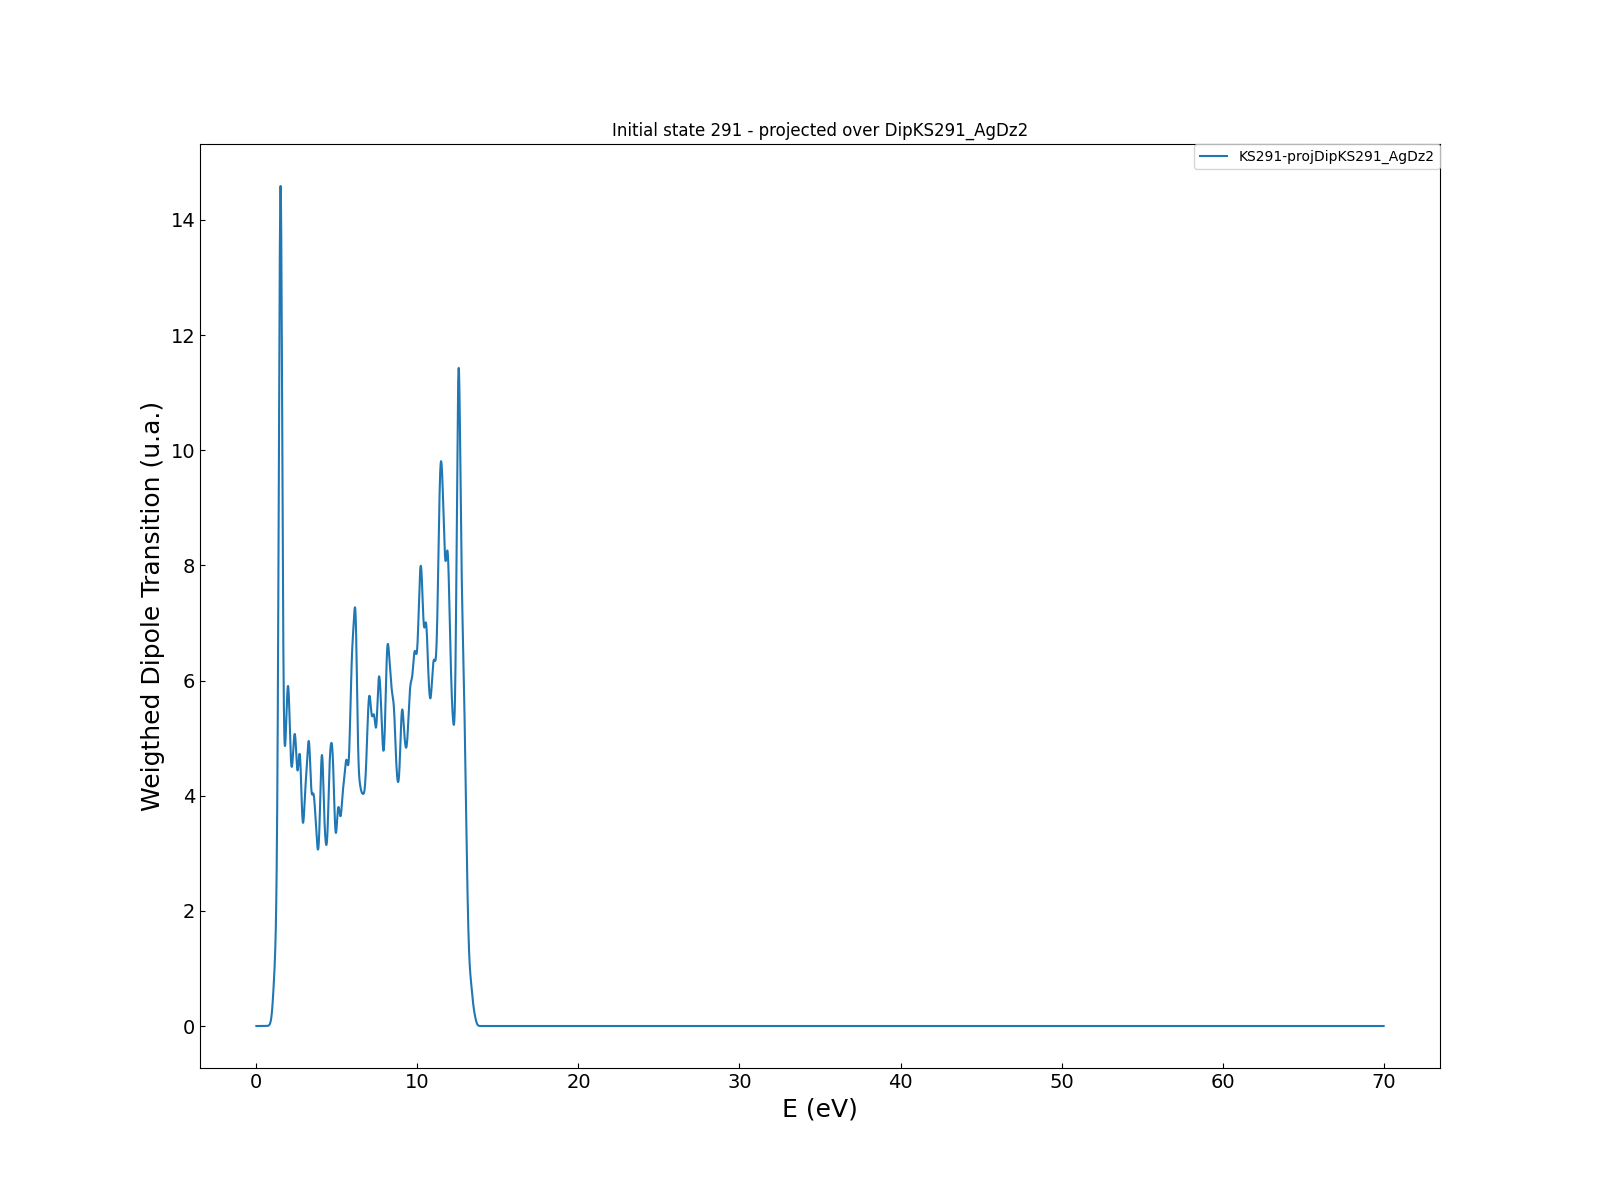 Initial state 291 - projected over DipKS291_AgDz2
KS291-projDipKS291_AgDz2
Weigthed Dipole Transition (u.a.)
14
12
10
8
6
4
2
0
0 10 20 30 40 50 60 70
E (eV)